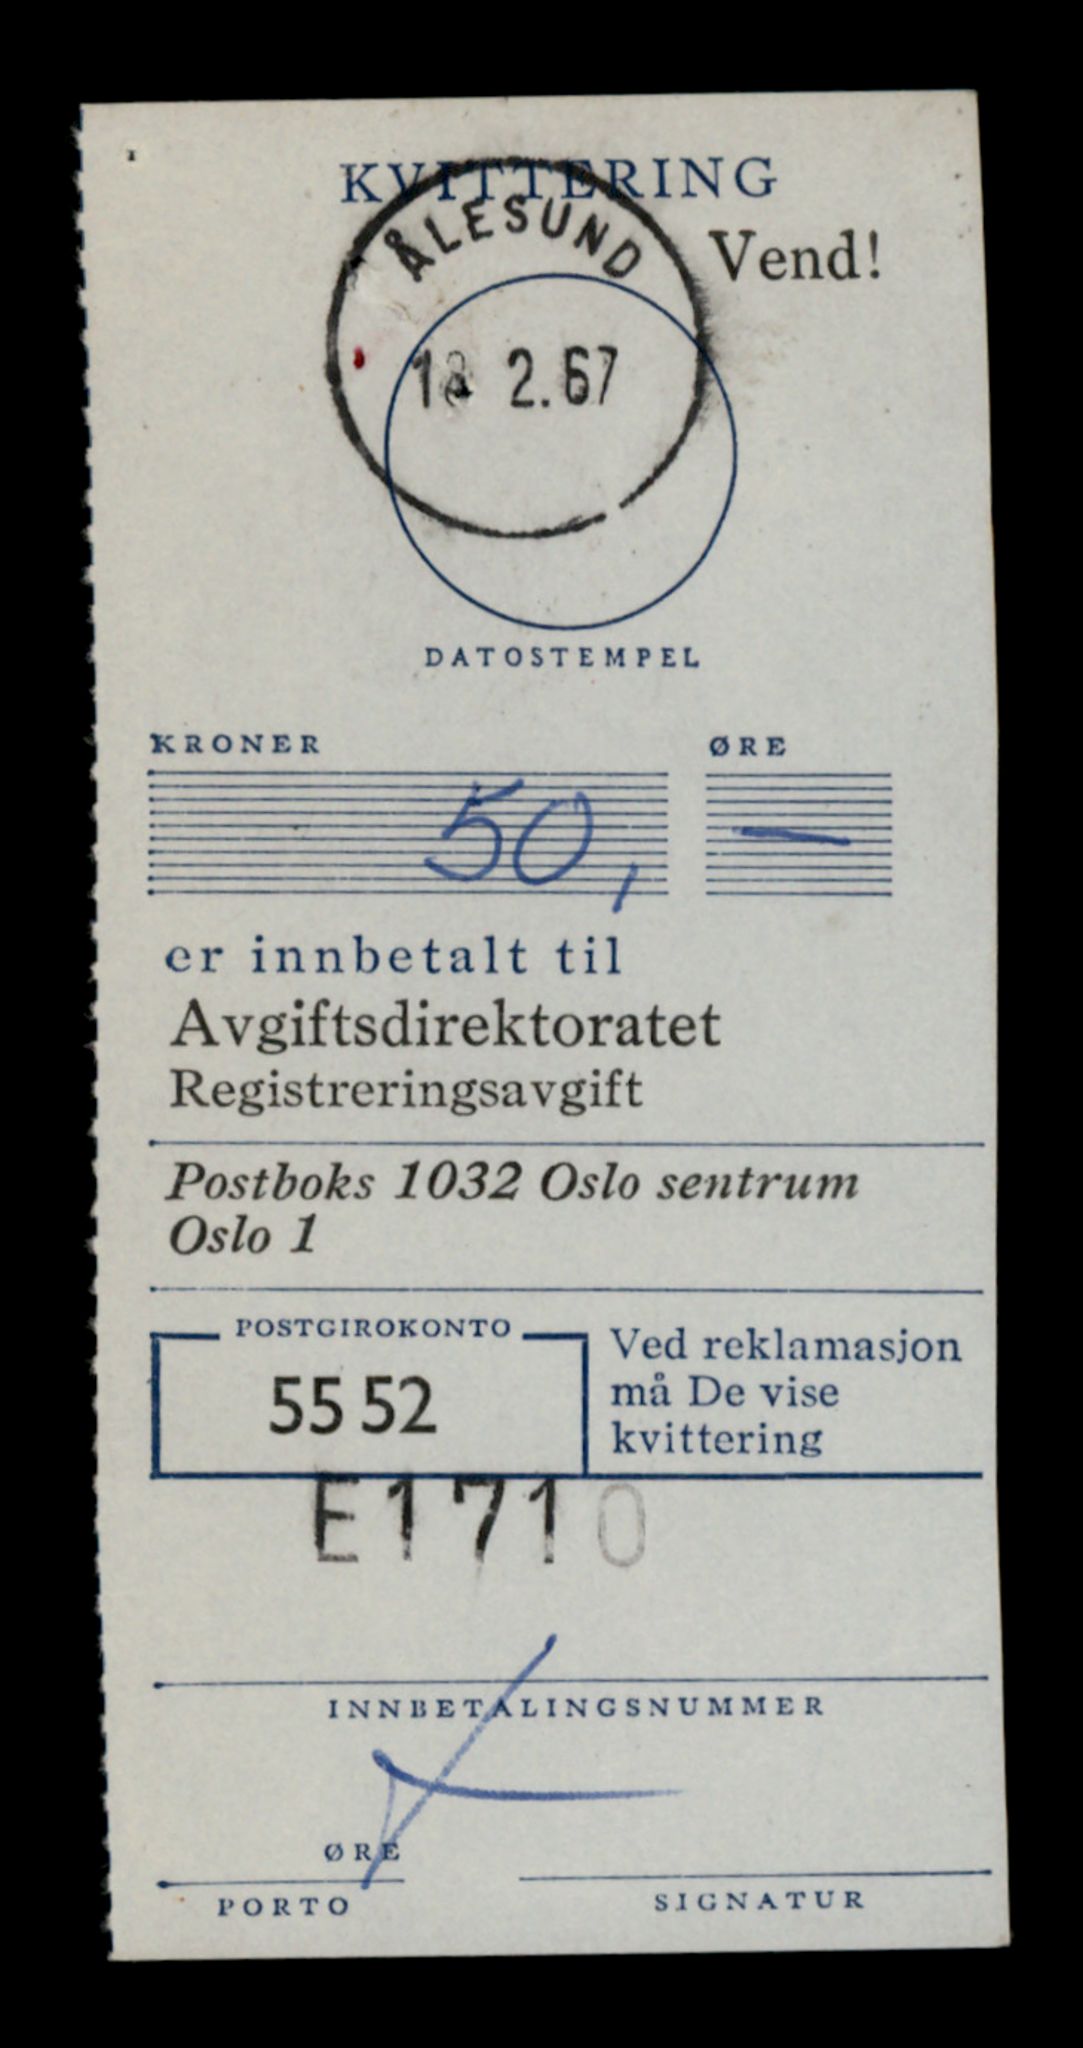 KVITTERING
ÅLESUND
Vend!
2.67
DATOSTEMPEL
KRONER ØRE
50, —
er innbetalt til
Avgiftsdirektoratet
Registreringsavgift
Postboks 1032 Oslo sentrum
Oslo 1
POSTGIROKONTO
55 52
Ved reklamasjon
må De vise
kvittering
E1710
INNBETALINGSNUMMER
ØRE
PORTO SIGNATUR